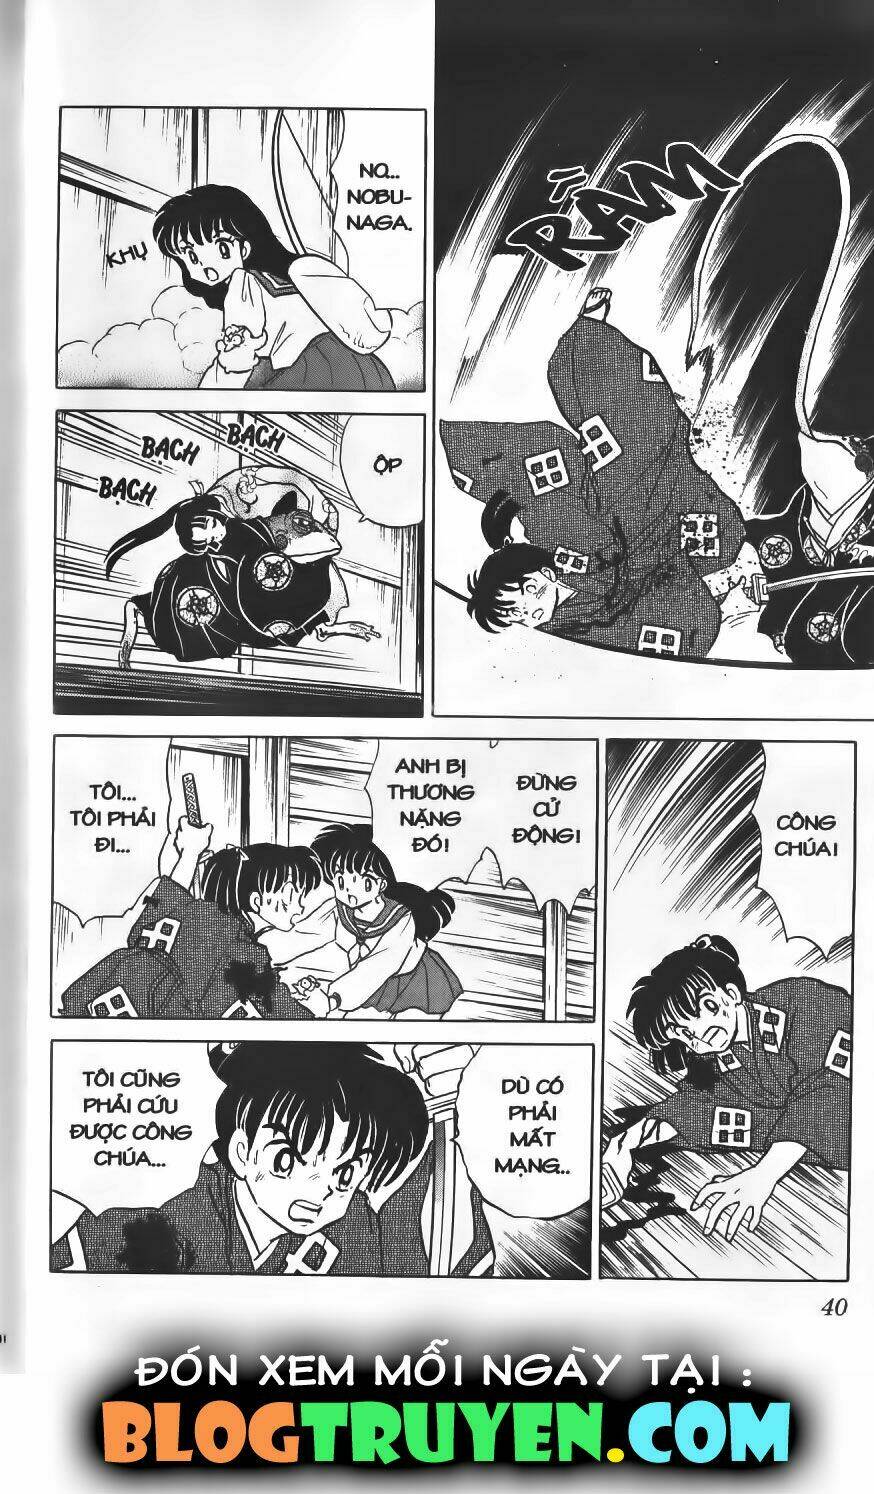 RẦM
NO...
NOBU-
NAGA.
KHỤ
ỘP
BẠCH
BẠCH
BẠCH
CÔNG
CHÚA!
ĐỪNG
CỬ
ĐỘNG!
ANH BỊ
THƯƠNG
NẶNG
ĐÓ!
TÔI...
TÔI PHẢI
ĐI...
DÙ CÓ
PHẢI
MẤT
MẠNG...
TÔI CŨNG
PHẢI CỨU
ĐƯỢC CÔNG
CHÚA...
40
ĐÓN XEM MỖI NGÀY TẠI :
BLOGTRUYEN.COM